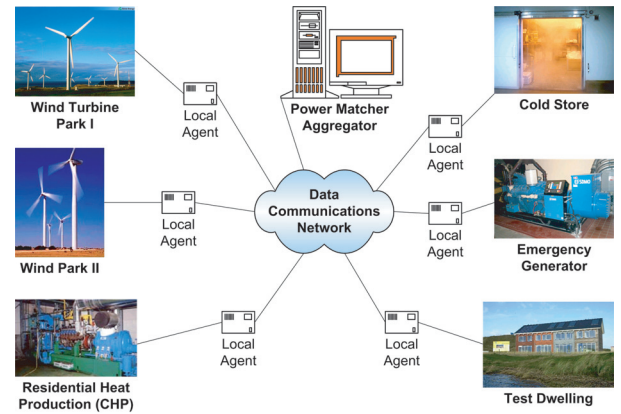 Wind Turbine
Park I
Local
Agent
Power Matcher
Aggregator
Local
Agent
Cold Store
Wind Park II
Local
Agent
Data
Communications
Network
Local
Agent
Emergency
Generator
Residential Heat
Production (CHP)
Local
Agent
Local
Agent
Test Dwelling